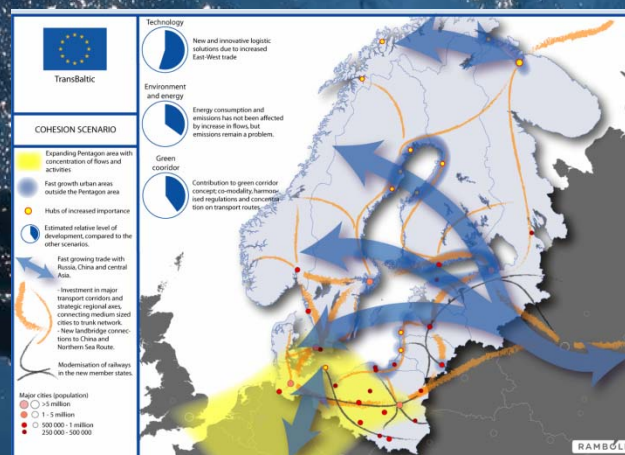 TransBaltic
COHESION SCENARIO
Expanding Pentagon area with
concentration of flows and
activities
Fast growth urban areas
outside the Pentagon area
Hubs of increased importance
Estimated relative level of
development, compared to the
other scenarios.
Fast growing trade with
Russia, China and central
Asia.
- Investment in major
transport corridors and
strategic regional axes,
connecting medium sized
cities to trunk network.
- New landbridge connec-
tions to China and
Northern Sea Route.
Modernisation of railways
in the new member states.
Major cities (population)
>5 million
1 - 5 million
500 000 - 1 million
250 000 - 500 000
Technology
New and innovative logistic
solutions due to increased
East-West trade
Environment
and energy
Energy consumption and
emissions has not been affected
by increase in flows, but
emissions remain a problem.
Green
cooridor
Contribution to green corridor
concept; co-modality, harmon-
ised regulations and concentra-
tion on transport routes.